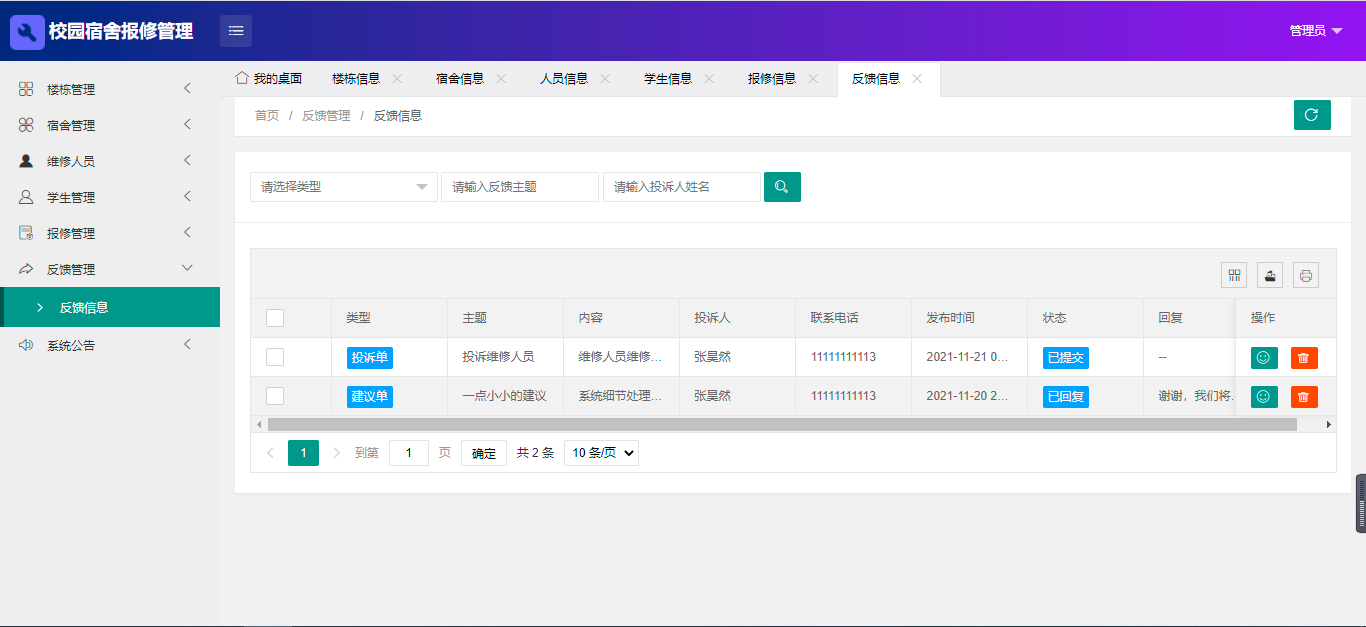 校园宿舍报修管理
管理员
楼栋管理
宿舍管理
维修人员
学生管理
报修管理
反馈管理
反馈信息
系统公告
我的桌面 楼栋信息 宿舍信息 人员信息 学生信息 报修信息 反馈信息
首页 / 反馈管理 / 反馈信息
请选择类型 请输入反馈主题 请输入投诉人姓名
类型 主题 内容 投诉人 联系电话 发布时间 状态 回复 操作
投诉单 投诉维修人员 维修人员维修... 张昊然 11111111113 2021-11-21 0... 已提交 --
建议单 一点小小的建议 系统细节处理... 张昊然 11111111113 2021-11-20 2... 已回复 谢谢，我们将.
1 到第 1 页 确定 共 2 条 10 条/页